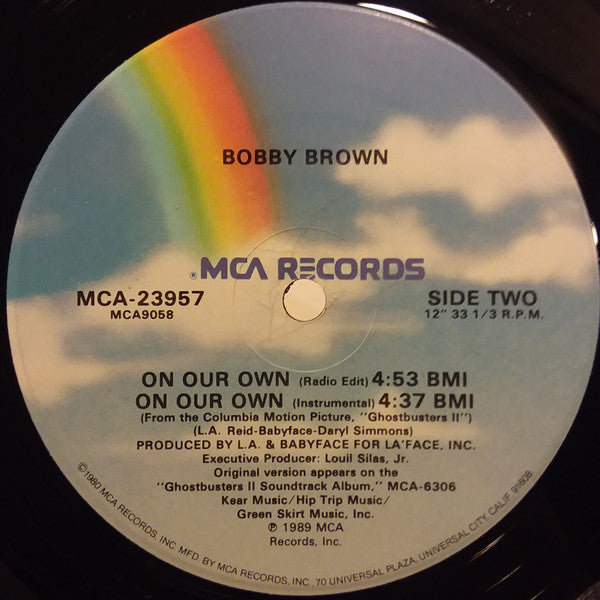 BOBBY BROWN
® MCA RECORDS
MCA-23957
MCA9058
SIDE TWO
12" 33 1/3 R.P.M.
ON OUR OWN (Radio Edit) 4:53 BMI
ON OUR OWN (Instrumental) 4:37 BMI
(From the Columbia Motion Picture, "Ghostbusters II")
(L.A. Reid-Babyface-Daryl Simmons)
PRODUCED BY L.A. & BABYFACE FOR LA'FACE, INC.
Executive Producer: Louil Silas, Jr.
Original version appears on the
"Ghostbusters II Soundtrack Album," MCA-6306
Kear Music/Hip Trip Music/
Green Skirt Music, Inc.
℗ 1989 MCA
Records, Inc.
©1980 MCA RECORDS, INC. MFD. BY MCA RECORDS, INC., 70 UNIVERSAL PLAZA, UNIVERSAL CITY, CALIF. 91608